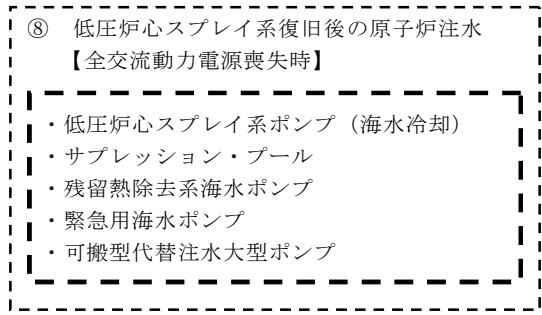 ⑧ 低圧炉心スプレイ系復旧後の原子炉注水
【全交流動力電源喪失時】
・低圧炉心スプレイ系ポンプ（海水冷却）
・サプレッション・プール
・残留熱除去系海水ポンプ
・緊急用海水ポンプ
・可搬型代替注水大型ポンプ